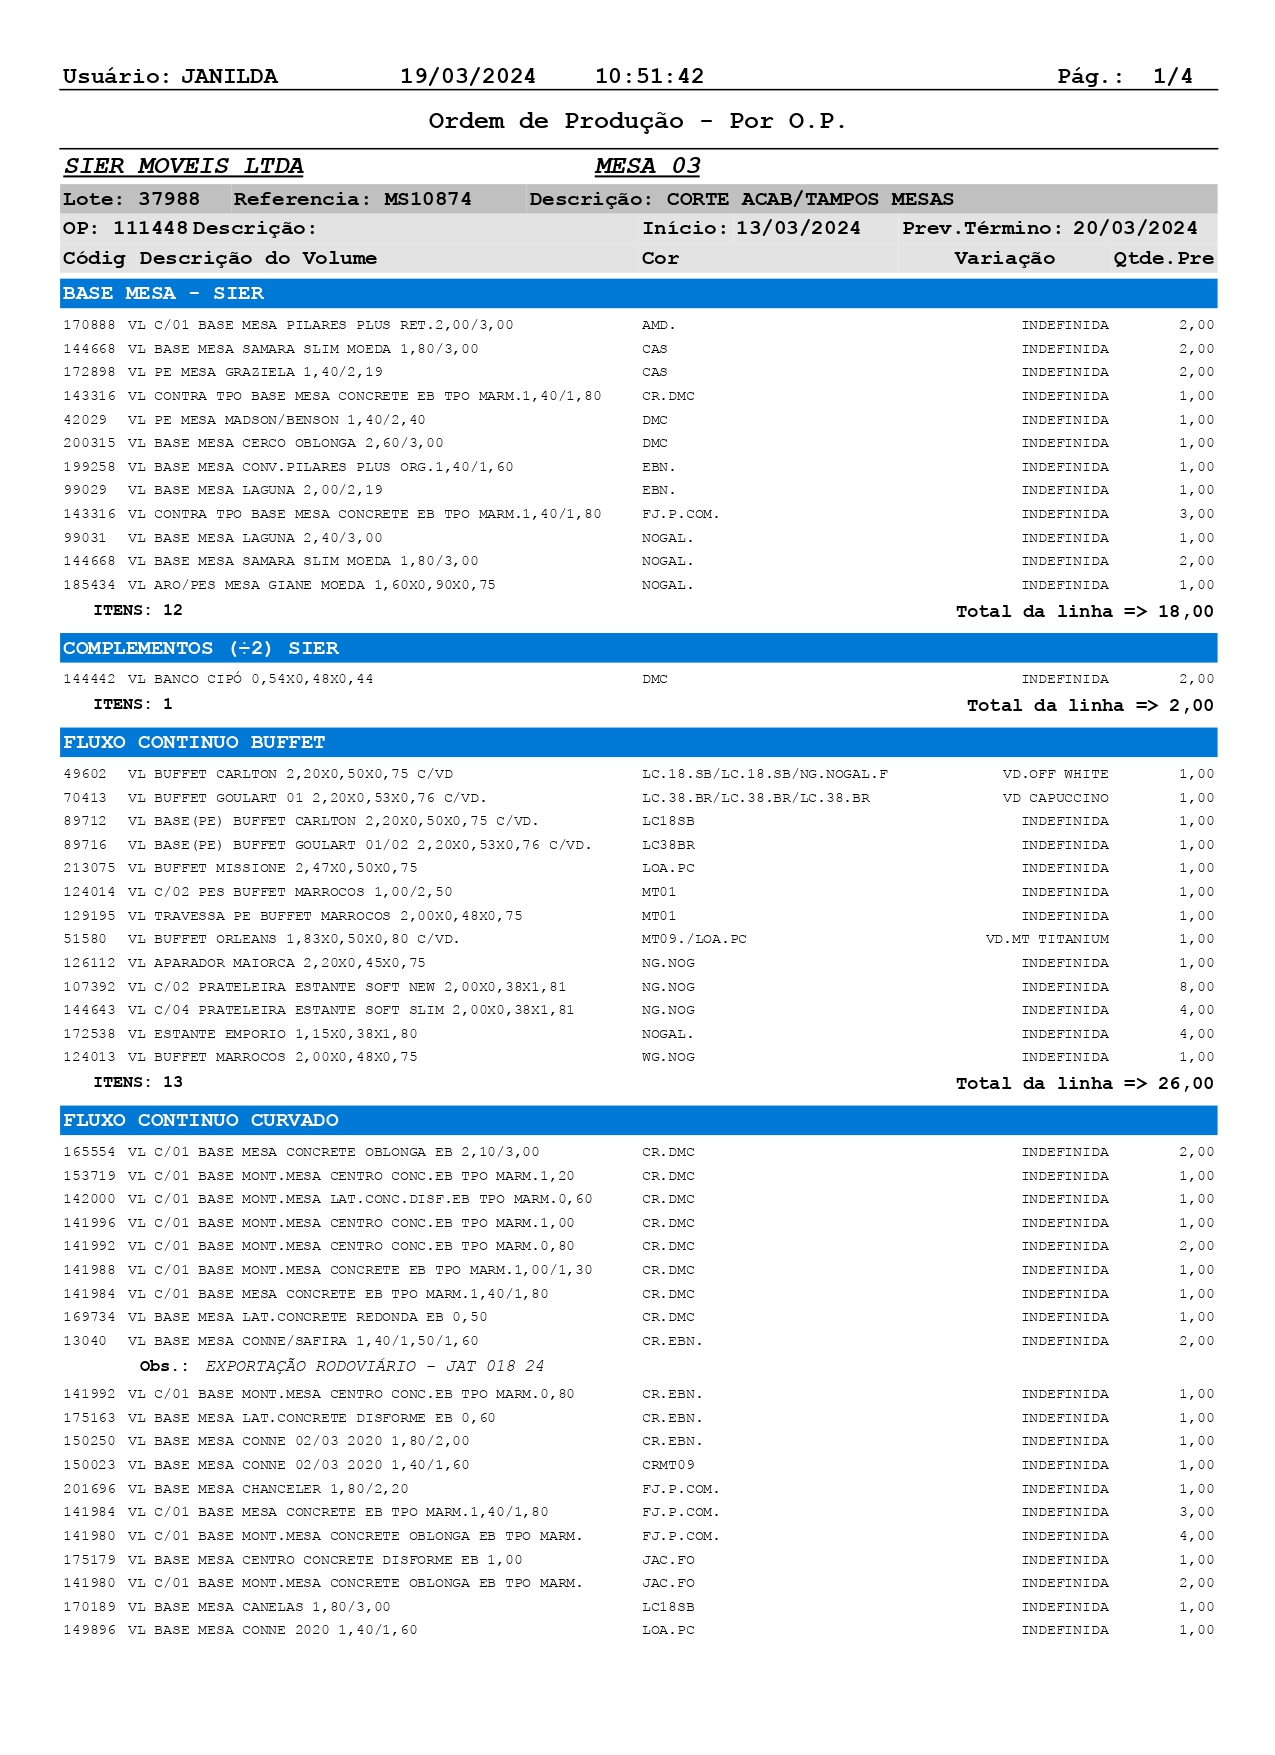 Usuário: JANILDA 19/03/2024 10:51:42 Pág.: 1/4
Ordem de Produção - Por O.P.
SIER MOVEIS LTDA MESA 03
Lote: 37988 Referencia: MS10874 Descrição: CORTE ACAB/TAMPOS MESAS
OP: 111448 Descrição: Início: 13/03/2024 Prev.Término: 20/03/2024
Códig Descrição do Volume Cor Variação Qtde.Pre
BASE MESA - SIER
170888 VL C/01 BASE MESA PILARES PLUS RET.2,00/3,00 AMD. INDEFINIDA 2,00
144668 VL BASE MESA SAMARA SLIM MOEDA 1,80/3,00 CAS INDEFINIDA 2,00
172898 VL PE MESA GRAZIELA 1,40/2,19 CAS INDEFINIDA 2,00
143316 VL CONTRA TPO BASE MESA CONCRETE EB TPO MARM.1,40/1,80 CR.DMC INDEFINIDA 1,00
42029 VL PE MESA MADSON/BENSON 1,40/2,40 DMC INDEFINIDA 1,00
200315 VL BASE MESA CERCO OBLONGA 2,60/3,00 DMC INDEFINIDA 1,00
199258 VL BASE MESA CONV.PILARES PLUS ORG.1,40/1,60 EBN. INDEFINIDA 1,00
99029 VL BASE MESA LAGUNA 2,00/2,19 EBN. INDEFINIDA 1,00
143316 VL CONTRA TPO BASE MESA CONCRETE EB TPO MARM.1,40/1,80 FJ.P.COM. INDEFINIDA 3,00
99031 VL BASE MESA LAGUNA 2,40/3,00 NOGAL. INDEFINIDA 1,00
144668 VL BASE MESA SAMARA SLIM MOEDA 1,80/3,00 NOGAL. INDEFINIDA 2,00
185434 VL ARO/PES MESA GIANE MOEDA 1,60X0,90X0,75 NOGAL. INDEFINIDA 1,00
ITENS: 12 Total da linha => 18,00
COMPLEMENTOS (÷2) SIER
144442 VL BANCO CIPÓ 0,54X0,48X0,44 DMC INDEFINIDA 2,00
ITENS: 1 Total da linha => 2,00
FLUXO CONTINUO BUFFET
49602 VL BUFFET CARLTON 2,20X0,50X0,75 C/VD LC.18.SB/LC.18.SB/NG.NOGAL.F VD.OFF WHITE 1,00
70413 VL BUFFET GOULART 01 2,20X0,53X0,76 C/VD. LC.38.BR/LC.38.BR/LC.38.BR VD CAPUCCINO 1,00
89712 VL BASE(PE) BUFFET CARLTON 2,20X0,50X0,75 C/VD. LC18SB INDEFINIDA 1,00
89716 VL BASE(PE) BUFFET GOULART 01/02 2,20X0,53X0,76 C/VD. LC38BR INDEFINIDA 1,00
213075 VL BUFFET MISSIONE 2,47X0,50X0,75 LOA.PC INDEFINIDA 1,00
124014 VL C/02 PES BUFFET MARROCOS 1,00/2,50 MT01 INDEFINIDA 1,00
129195 VL TRAVESSA PE BUFFET MARROCOS 2,00X0,48X0,75 MT01 INDEFINIDA 1,00
51580 VL BUFFET ORLEANS 1,83X0,50X0,80 C/VD. MT09./LOA.PC VD.MT TITANIUM 1,00
126112 VL APARADOR MAIORCA 2,20X0,45X0,75 NG.NOG INDEFINIDA 1,00
107392 VL C/02 PRATELEIRA ESTANTE SOFT NEW 2,00X0,38X1,81 NG.NOG INDEFINIDA 8,00
144643 VL C/04 PRATELEIRA ESTANTE SOFT SLIM 2,00X0,38X1,81 NG.NOG INDEFINIDA 4,00
172538 VL ESTANTE EMPORIO 1,15X0,38X1,80 NOGAL. INDEFINIDA 4,00
124013 VL BUFFET MARROCOS 2,00X0,48X0,75 WG.NOG INDEFINIDA 1,00
ITENS: 13 Total da linha => 26,00
FLUXO CONTINUO CURVADO
165554 VL C/01 BASE MESA CONCRETE OBLONGA EB 2,10/3,00 CR.DMC INDEFINIDA 2,00
153719 VL C/01 BASE MONT.MESA CENTRO CONC.EB TPO MARM.1,20 CR.DMC INDEFINIDA 1,00
142000 VL C/01 BASE MONT.MESA LAT.CONC.DISF.EB TPO MARM.0,60 CR.DMC INDEFINIDA 1,00
141996 VL C/01 BASE MONT.MESA CENTRO CONC.EB TPO MARM.1,00 CR.DMC INDEFINIDA 1,00
141992 VL C/01 BASE MONT.MESA CENTRO CONC.EB TPO MARM.0,80 CR.DMC INDEFINIDA 2,00
141988 VL C/01 BASE MONT.MESA CONCRETE EB TPO MARM.1,00/1,30 CR.DMC INDEFINIDA 1,00
141984 VL C/01 BASE MESA CONCRETE EB TPO MARM.1,40/1,80 CR.DMC INDEFINIDA 1,00
169734 VL BASE MESA LAT.CONCRETE REDONDA EB 0,50 CR.DMC INDEFINIDA 1,00
13040 VL BASE MESA CONNE/SAFIRA 1,40/1,50/1,60 CR.EBN. INDEFINIDA 2,00
Obs.: EXPORTAÇÃO RODOVIÁRIO - JAT 018 24
141992 VL C/01 BASE MONT.MESA CENTRO CONC.EB TPO MARM.0,80 CR.EBN. INDEFINIDA 1,00
175163 VL BASE MESA LAT.CONCRETE DISFORME EB 0,60 CR.EBN. INDEFINIDA 1,00
150250 VL BASE MESA CONNE 02/03 2020 1,80/2,00 CR.EBN. INDEFINIDA 1,00
150023 VL BASE MESA CONNE 02/03 2020 1,40/1,60 CRMT09 INDEFINIDA 1,00
201696 VL BASE MESA CHANCELER 1,80/2,20 FJ.P.COM. INDEFINIDA 1,00
141984 VL C/01 BASE MESA CONCRETE EB TPO MARM.1,40/1,80 FJ.P.COM. INDEFINIDA 3,00
141980 VL C/01 BASE MONT.MESA CONCRETE OBLONGA EB TPO MARM. FJ.P.COM. INDEFINIDA 4,00
175179 VL BASE MESA CENTRO CONCRETE DISFORME EB 1,00 JAC.FO INDEFINIDA 1,00
141980 VL C/01 BASE MONT.MESA CONCRETE OBLONGA EB TPO MARM. JAC.FO INDEFINIDA 2,00
170189 VL BASE MESA CANELAS 1,80/3,00 LC18SB INDEFINIDA 1,00
149896 VL BASE MESA CONNE 2020 1,40/1,60 LOA.PC INDEFINIDA 1,00